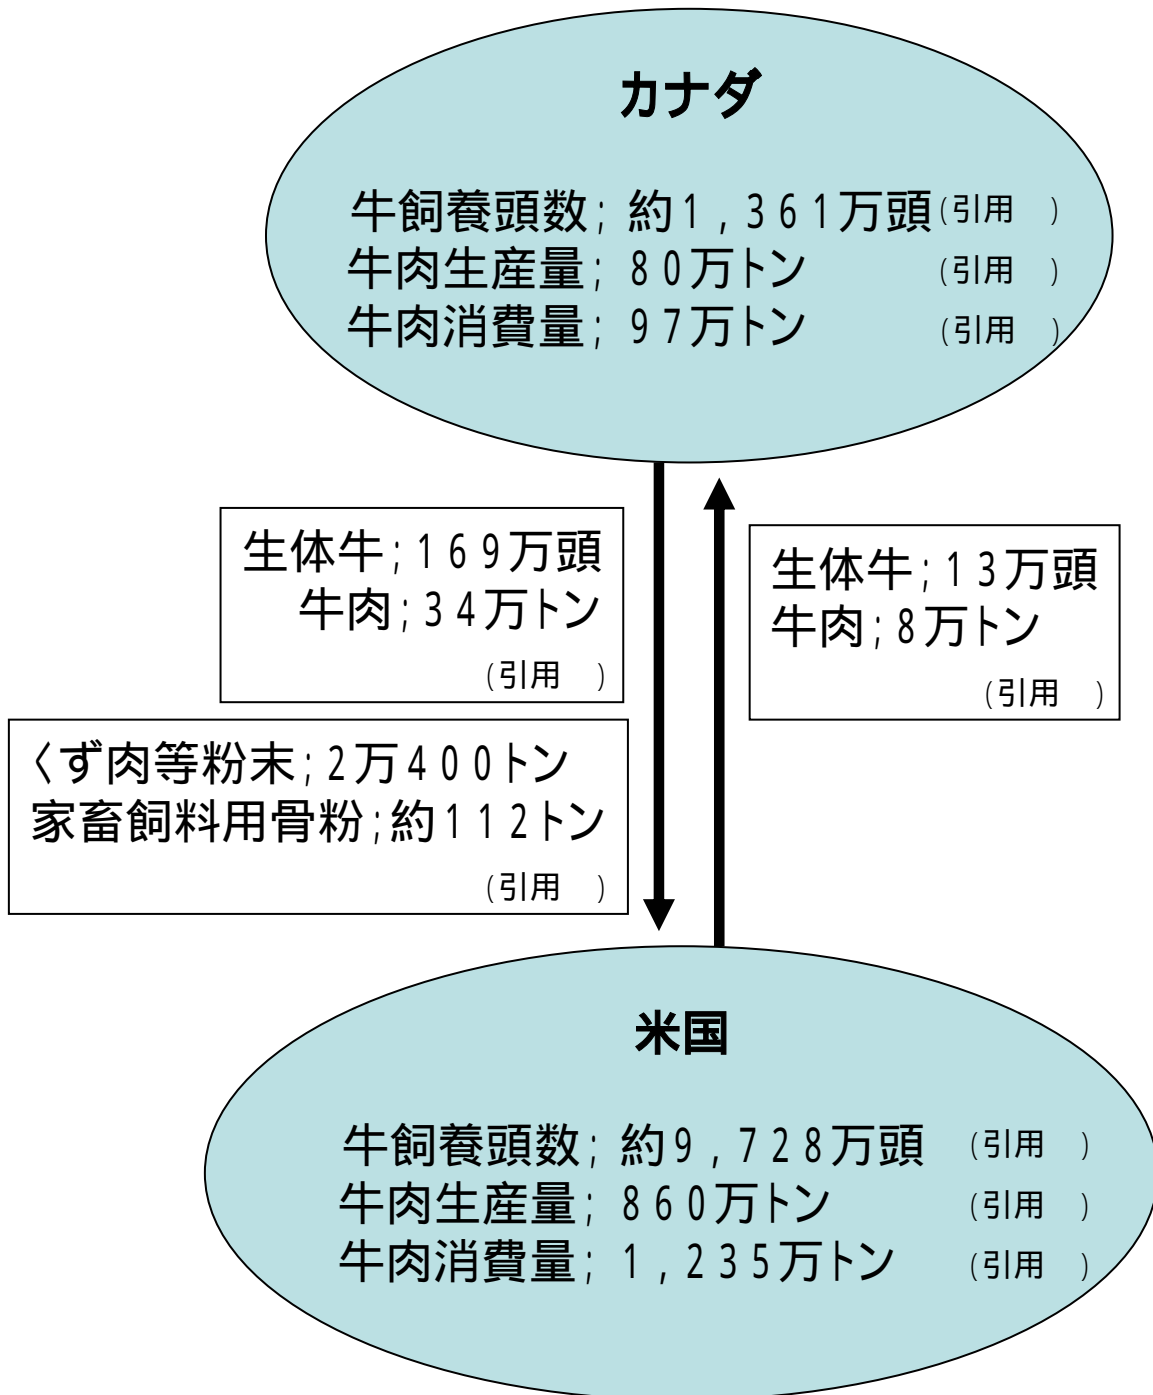 カナダ
牛飼養頭数; 約1,361万頭(引用　)
牛肉生産量; 80万トン (引用　)
牛肉消費量; 97万トン (引用　)
生体牛;169万頭
牛肉;34万トン
(引用　)
生体牛;13万頭
牛肉;8万トン
(引用　)
くず肉等粉末;2万400トン
家畜飼料用骨粉;約112トン
(引用　)
米国
牛飼養頭数; 約9,728万頭 (引用　)
牛肉生産量; 860万トン (引用　)
牛肉消費量; 1,235万トン (引用　)